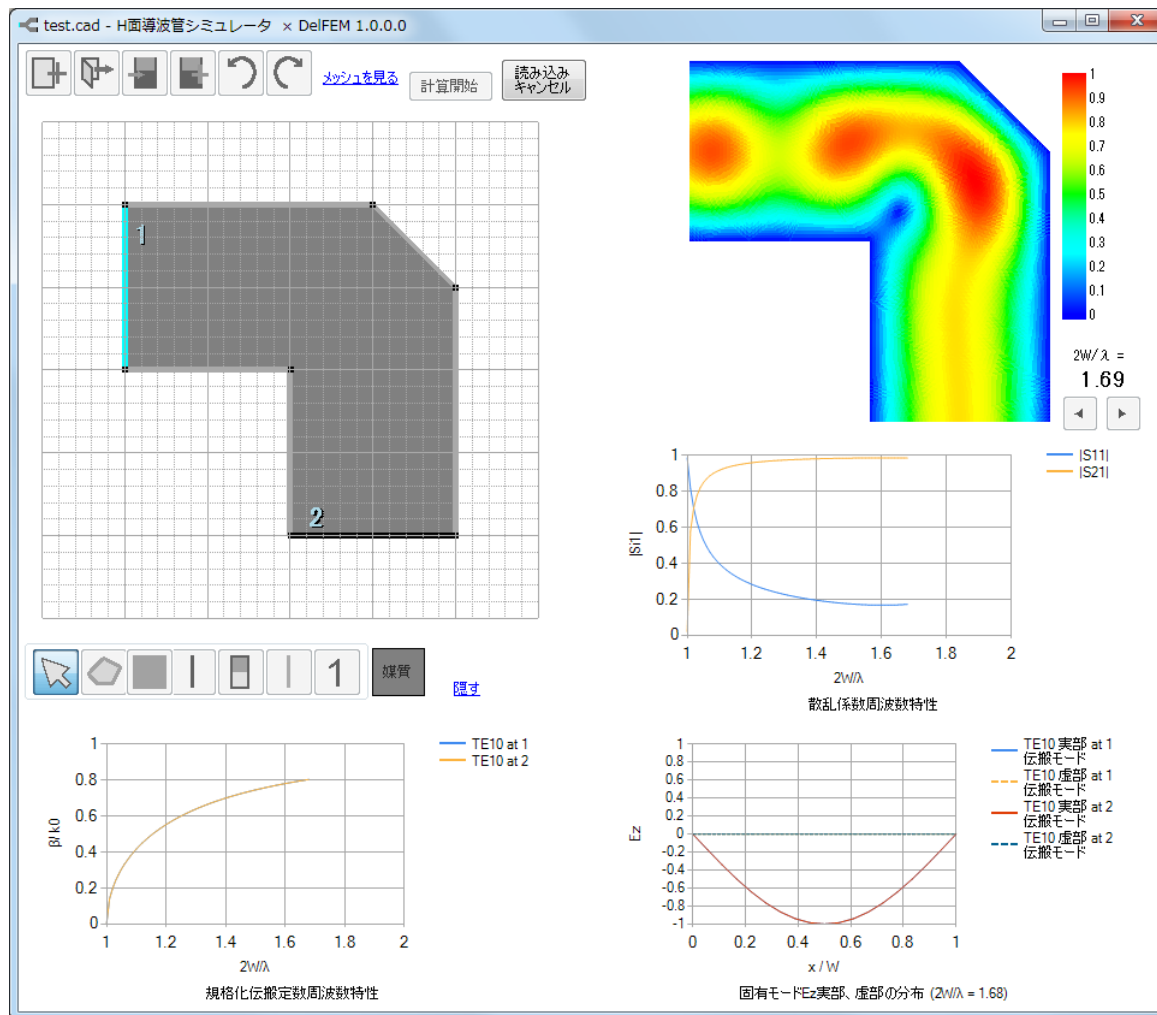 test.cad - H面導波管シミュレータ × DelFEM 1.0.0.0
メッシュを見る
計算開始
読み込み
キャンセル
1
2
1
媒質
隠す
1
0.9
0.8
0.7
0.6
0.5
0.4
0.3
0.2
0.1
0
2W/λ =
1.69
|S11|
|S21|
1
0.8
0.6
0.4
0.2
0
|Si1|
1
1.2
1.4
1.6
1.8
2
2W/λ
散乱係数周波数特性
TE10 at 1
TE10 at 2
1
0.8
0.6
0.4
0.2
0
β/ k0
1
1.2
1.4
1.6
1.8
2
2W/λ
規格化伝搬定数周波数特性
TE10 実部 at 1
伝搬モード
TE10 虚部 at 1
伝搬モード
TE10 実部 at 2
伝搬モード
TE10 虚部 at 2
伝搬モード
1
0.8
0.6
0.4
0.2
0
-0.2
-0.4
-0.6
-0.8
-1
Ez
0
0.2
0.4
0.6
0.8
1
x / W
固有モードEz実部、虚部の分布 (2W/λ = 1.68)